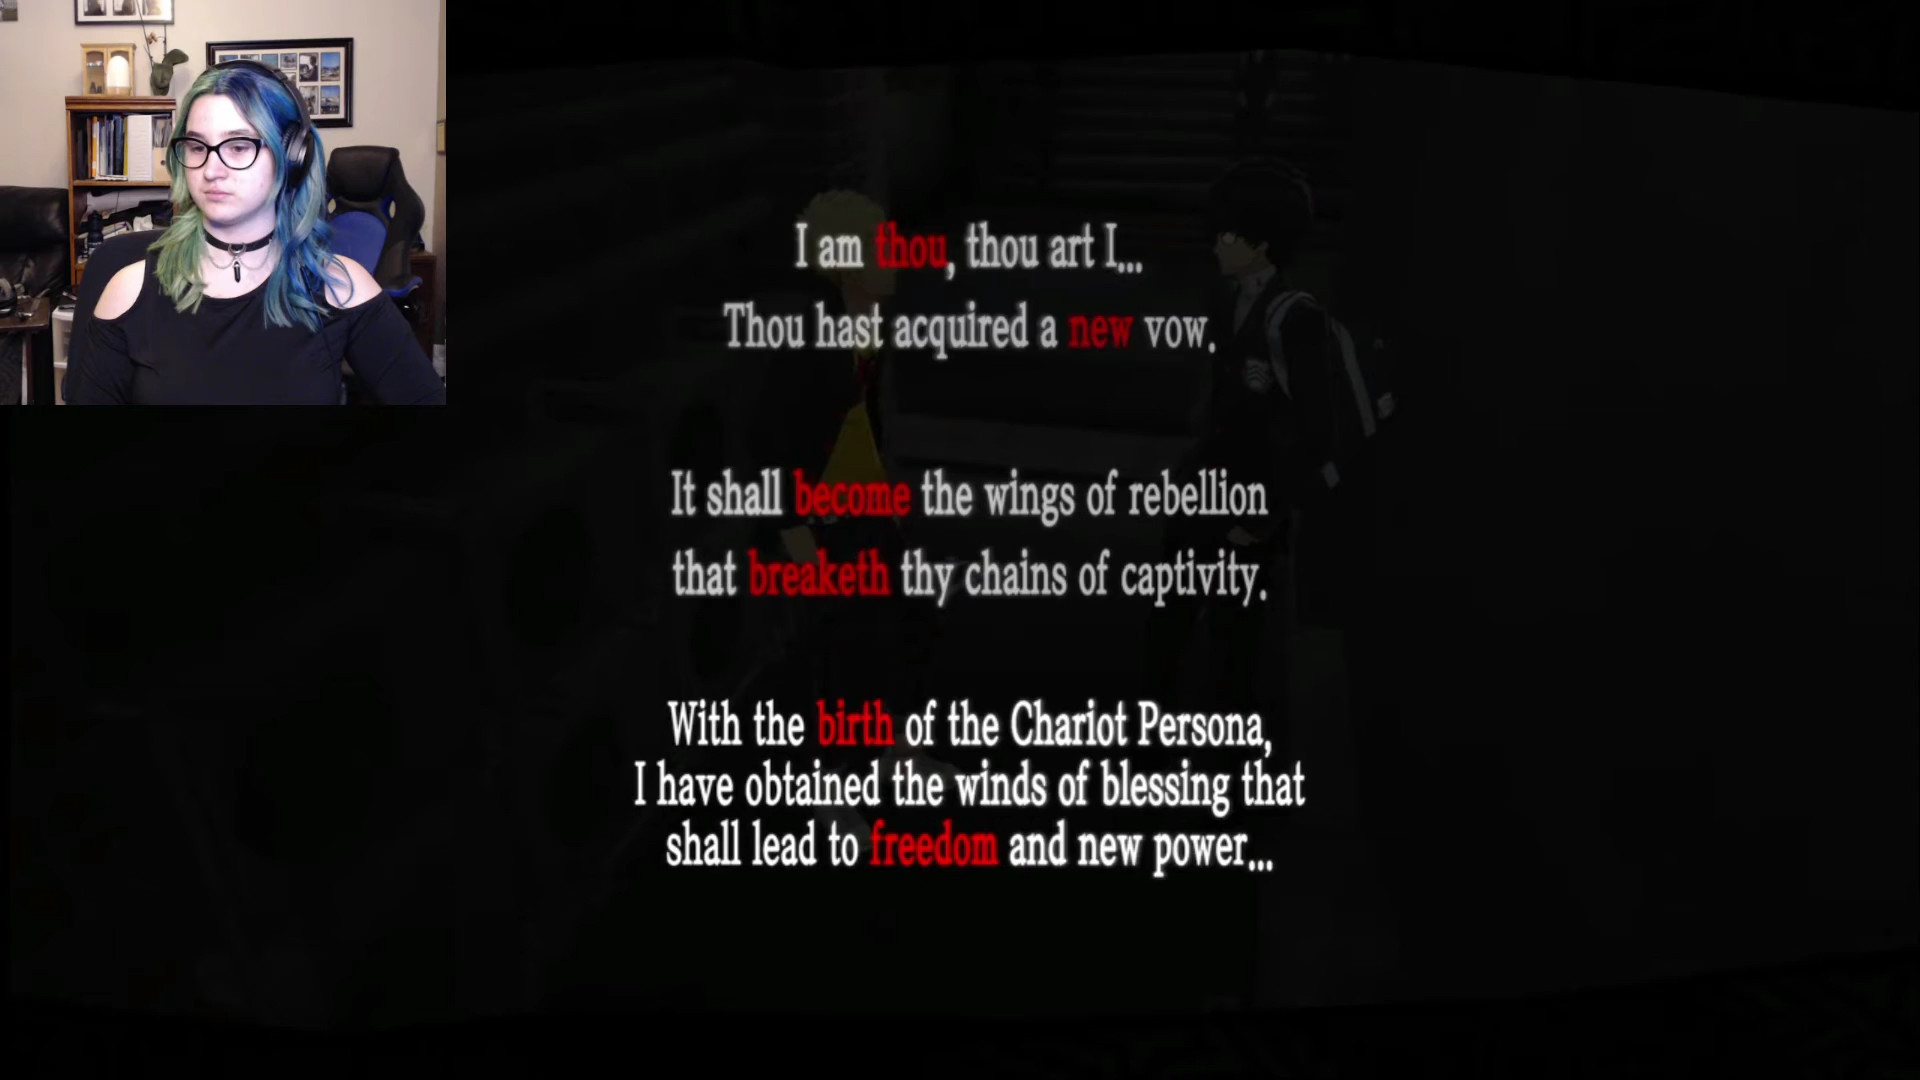 I am thou, thou art I...
Thou hast acquired a new vow.
It shall become the wings of rebellion
that breaketh thy chains of captivity.
With the birth of the Chariot Persona,
I have obtained the winds of blessing that
shall lead to freedom and new power...